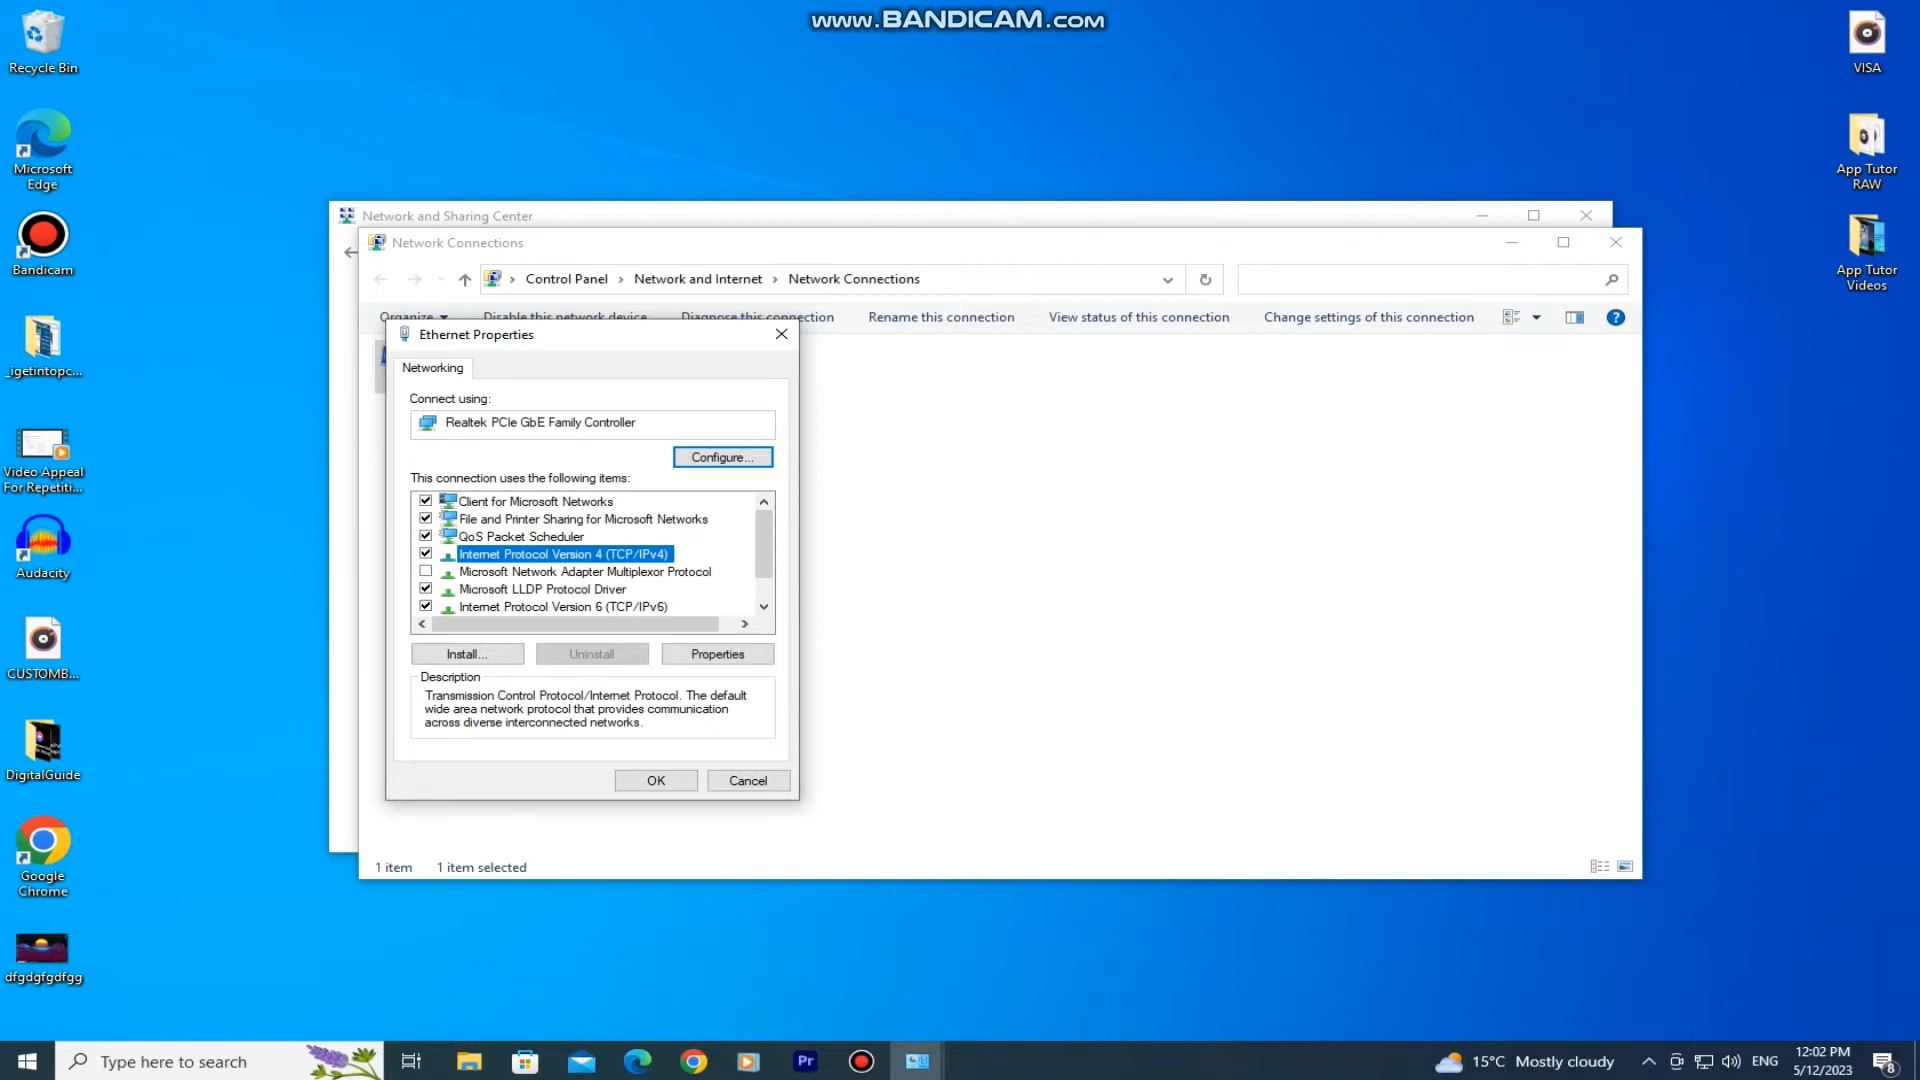 www.BANDICAM.com
Recycle Bin
Microsoft
Edge
Bandicam
_igetintopc...
Video Appeal
For Repetiti...
Audacity
CUSTOMB...
DigitalGuide
Google
Chrome
dfgdgfgdfgg
VISA
App Tutor
RAW
App Tutor
Videos
Network and Sharing Center
Network Connections
Control Panel > Network and Internet > Network Connections
Organize Disable this network device Diagnose this connection Rename this connection View status of this connection Change settings of this connection
Ethernet Properties
Networking
Connect using:
Realtek PCIe GbE Family Controller
Configure...
This connection uses the following items:
Client for Microsoft Networks
File and Printer Sharing for Microsoft Networks
QoS Packet Scheduler
Internet Protocol Version 4 (TCP/IPv4)
Microsoft Network Adapter Multiplexor Protocol
Microsoft LLDP Protocol Driver
Internet Protocol Version 6 (TCP/IPv6)
Install... Uninstall Properties
Description
Transmission Control Protocol/Internet Protocol. The default
wide area network protocol that provides communication
across diverse interconnected networks.
OK Cancel
1 item 1 item selected
Type here to search
Pr
15°C Mostly cloudy
ENG
12:02 PM
5/12/2023
8